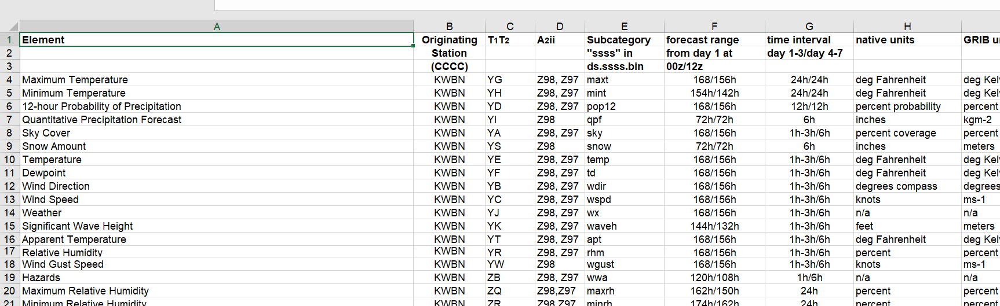 A B C D E F G H
1 Element Originating T1T2 A2ii Subcategory forecast range time interval native units GRIB
2 Station "ssss" in from day 1 at day 1-3/day 4-7
3 (CCCC) ds.ssss.bin 00z/12z
4 Maximum Temperature KWBN YG Z98, Z97 maxt 168/156h 24h/24h deg Fahrenheit deg
5 Minimum Temperature KWBN YH Z98, Z97 mint 154h/142h 24h/24h deg Fahrenheit deg
6 12-hour Probability of Precipitation KWBN YD Z98, Z97 pop12 168/156h 12h/12h percent probability percent
7 Quantitative Precipitation Forecast KWBN YI Z98 qpf 72h/72h 6h inches kgm-2
8 Sky Cover KWBN YA Z98, Z97 sky 168/156h 1h-3h/6h percent coverage percent
9 Snow Amount KWBN YS Z98 snow 72h/72h 6h inches meters
10 Temperature KWBN YE Z98, Z97 temp 168/156h 1h-3h/6h deg Fahrenheit deg
11 Dewpoint KWBN YF Z98, Z97 td 168/156h 1h-3h/6h deg Fahrenheit deg
12 Wind Direction KWBN YB Z98, Z97 wdir 168/156h 1h-3h/6h degrees compass degrees
13 Wind Speed KWBN YC Z98, Z97 wspd 168/156h 1h-3h/6h knots ms-1
14 Weather KWBN YJ Z98, Z97 wx 168/156h 1h-3h/6h n/a n/a
15 Significant Wave Height KWBN YK Z98, Z97 waveh 144h/132h 1h-3h/6h feet meters
16 Apparent Temperature KWBN YT Z98, Z97 apt 168/156h 1h-3h/6h deg Fahrenheit deg
17 Relative Humidity KWBN YR Z98, Z97 rhm 168/156h 1h-3h/6h percent percent
18 Wind Gust Speed KWBN YW Z98 wgust 168/156h 1h-3h/6h knots ms-1
19 Hazards KWBN ZB Z98, Z97 wwa 120h/108h 1h/6h n/a n/a
20 Maximum Relative Humidity KWBN ZQ Z98,Z97 maxrh 162h/150h 24h percent percent
21 Minimum Relative Humidity KWBN ZR Z98,Z97 minrh 174h/162h 24h percent percent